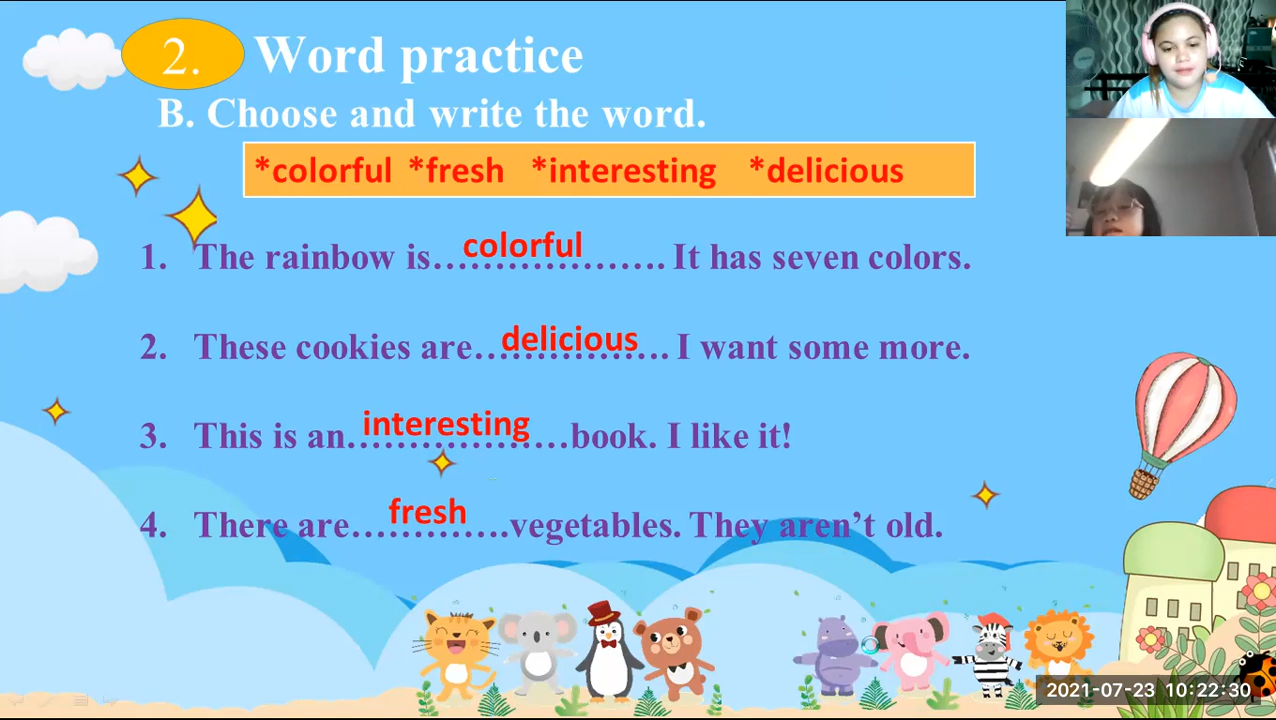 2. Word practice
B. Choose and write the word.
*colorful *fresh *interesting *delicious
1. The rainbow is...colorful.... It has seven colors.
2. These cookies are...delicious.... I want some more.
3. This is an...interesting...book. I like it!
4. There are...fresh....vegetables. They aren’t old.
2021-07-23 10:22:30